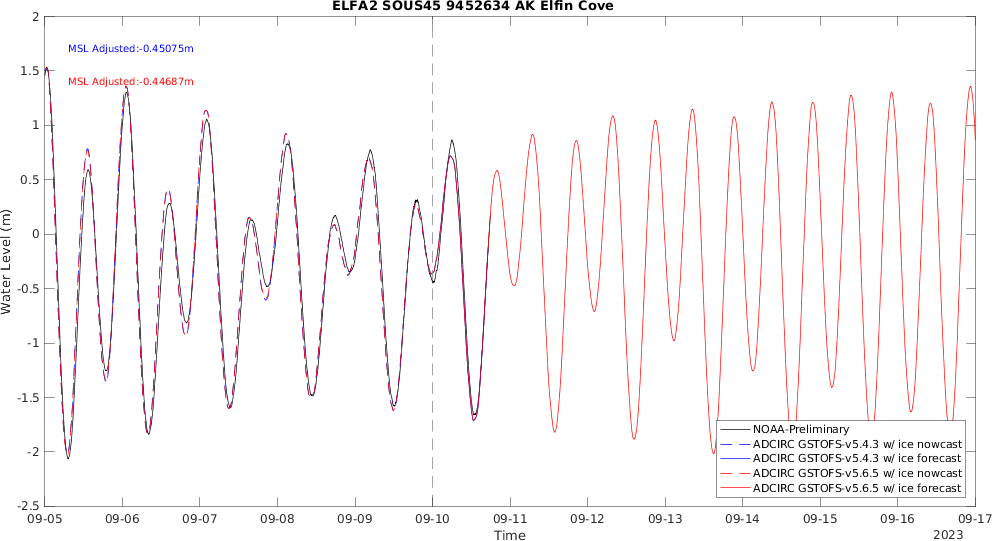 ELFA2 SOUS45 9452634 AK Elfin Cove
MSL Adjusted:-0.45075m
MSL Adjusted:-0.44687m
2
1.5
1
0.5
0
-0.5
-1
-1.5
-2
-2.5
Water Level (m)
NOAA-Preliminary
ADCIRC GSTOFS-v5.4.3 w/ ice nowcast
ADCIRC GSTOFS-v5.4.3 w/ ice forecast
ADCIRC GSTOFS-v5.6.5 w/ ice nowcast
ADCIRC GSTOFS-v5.6.5 w/ ice forecast
09-05 09-06 09-07 09-08 09-09 09-10 09-11 09-12 09-13 09-14 09-15 09-16 09-17
Time
2023